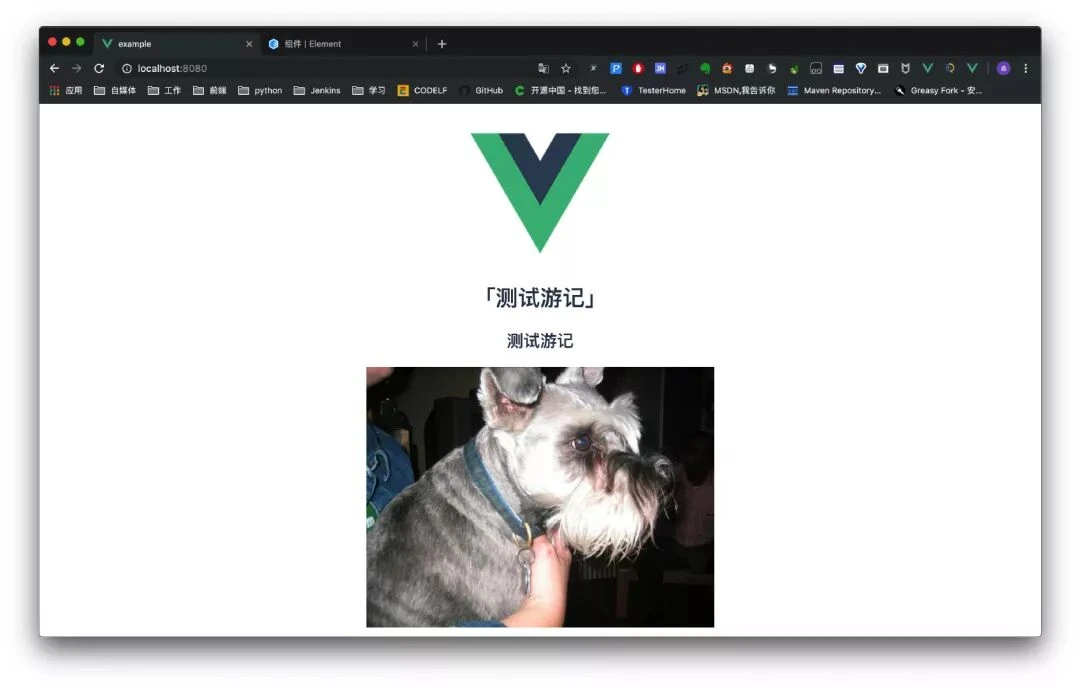 example
组件 | Element
localhost:8080
应用 自媒体 工作 前端 python Jenkins 学习 CODELF GitHub 开源中国 - 找到您... TesterHome MSDN,我告诉你 Maven Repository... Greasy Fork - 安...
「测试游记」
测试游记